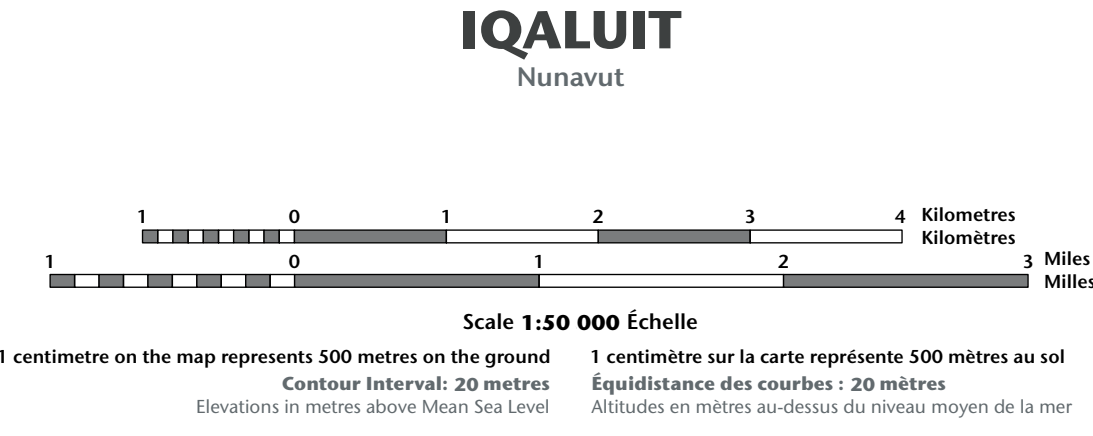 IQALUIT
Nunavut
1 0 1 2 3 4 Kilometres
Kilomètres
1 0 1 2 3 Miles
Milles
Scale 1:50 000 Échelle
1 centimetre on the map represents 500 metres on the ground
Contour Interval: 20 metres
Elevations in metres above Mean Sea Level
1 centimètre sur la carte représente 500 mètres au sol
Équidistance des courbes : 20 mètres
Altitudes en mètres au-dessus du niveau moyen de la mer